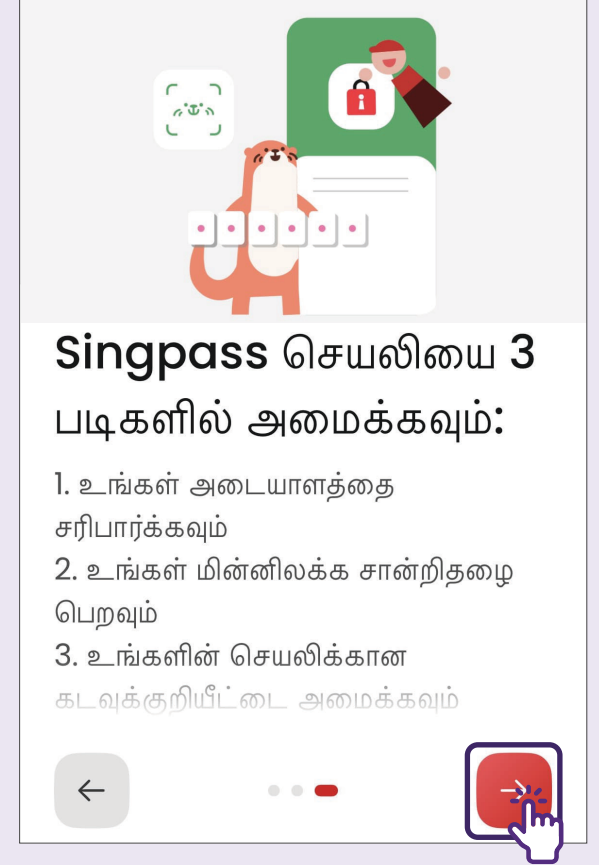 Singpass செயலியை 3
படிகளில் அமைக்கவும்:
1. உங்கள் அடையாளத்தை
சரிபார்க்கவும்
2. உங்கள் மின்னிலக்க சான்றிதழை
பெறவும்
3. உங்களின் செயலிக்கான
கடவுக்குறியீட்டை அமைக்கவும்